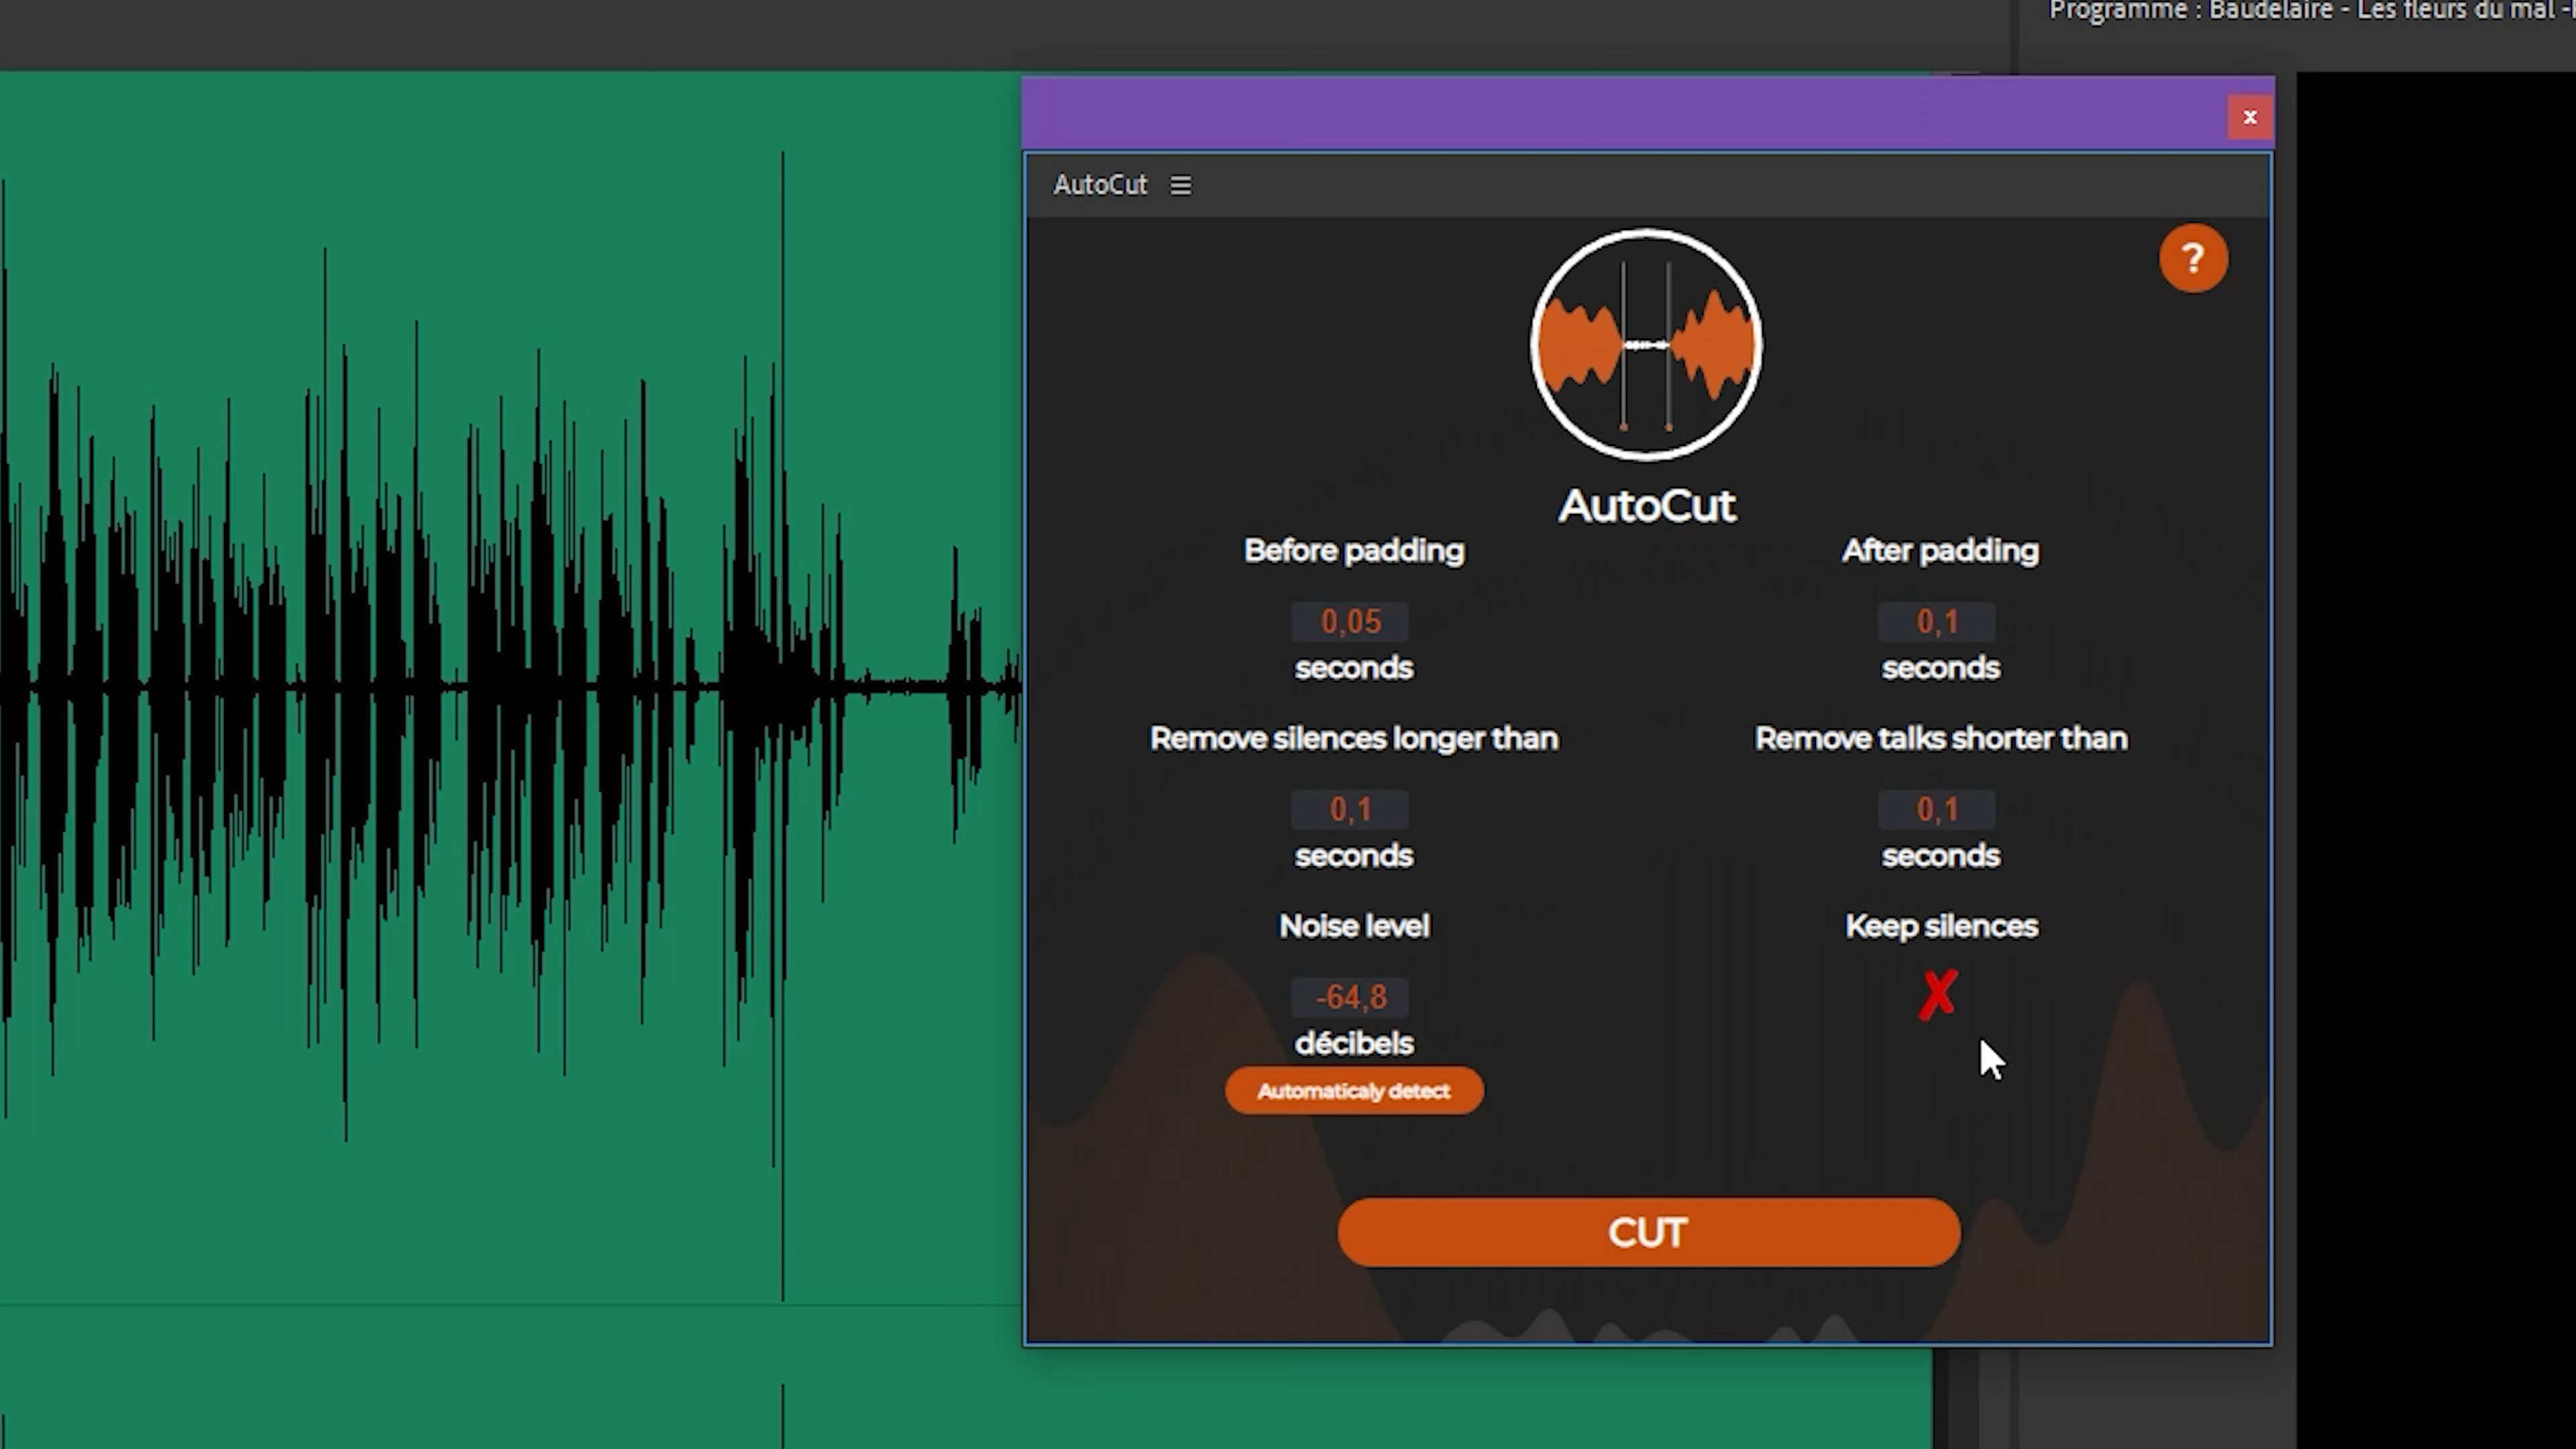 Programme : Baudelaire - Les fleurs du mal -
x
AutoCut
?
AutoCut
Before padding
After padding
0,05
0,1
seconds
seconds
Remove silences longer than
Remove talks shorter than
0,1
0,1
seconds
seconds
Noise level
Keep silences
-64,8
décibels
Automaticaly detect
CUT